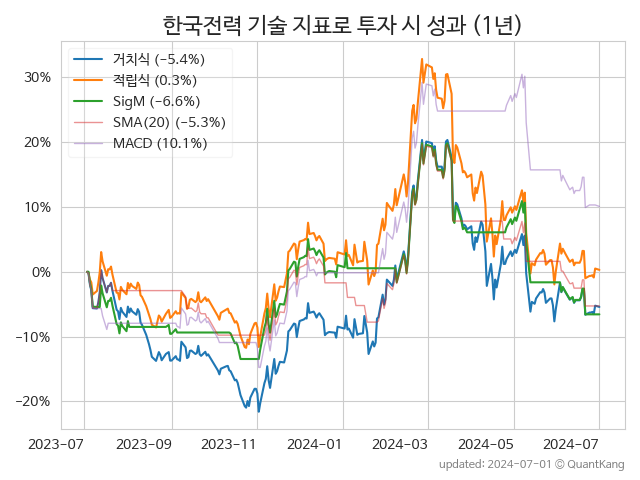 한국전력 기술 지표로 투자 시 성과 (1년)
거치식 (−5.4%)
적립식 (0.3%)
SigM (−6.6%)
SMA(20) (−5.3%)
MACD (10.1%)
30%
20%
10%
0%
−10%
−20%
2023-07
2023-09
2023-11
2024-01
2024-03
2024-05
2024-07
updated: 2024-07-01 © QuantKang